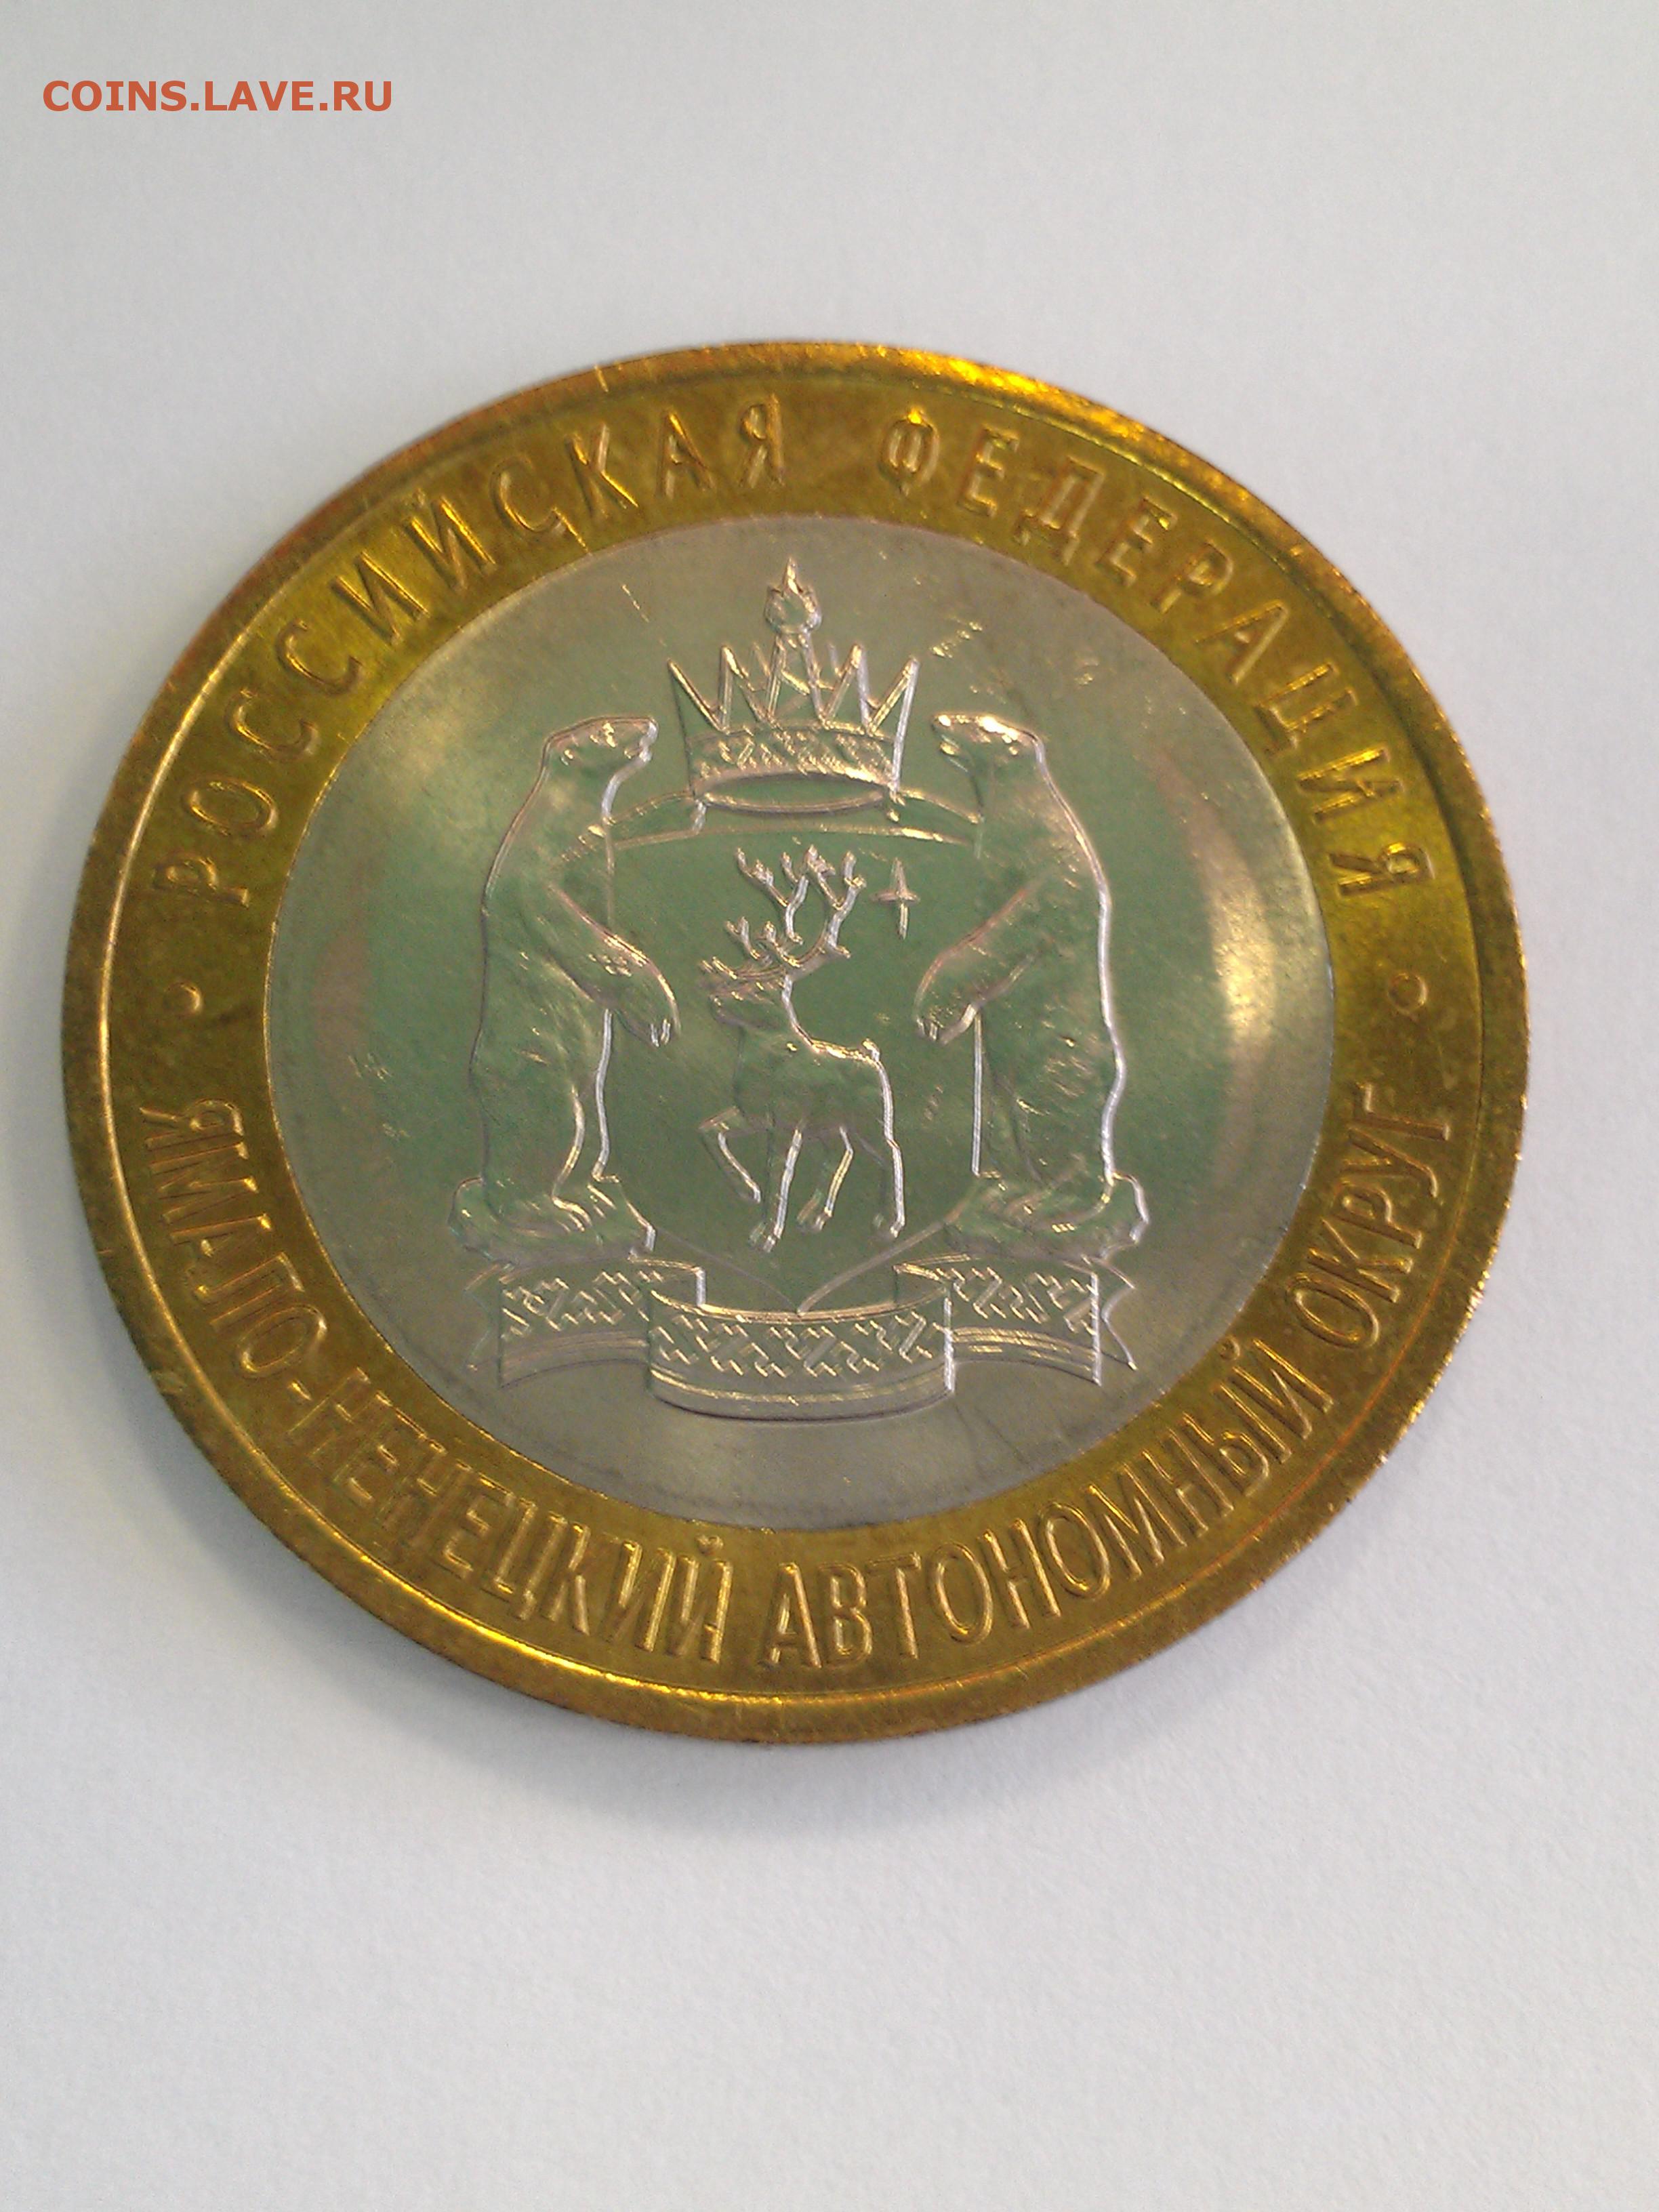 COINS.LAVE.RU
РОССИЙСКАЯ ФЕДЕРАЦИЯ
ЯМАЛО-НЕНЕЦКИЙ АВТОНОМНЫЙ ОКРУГ